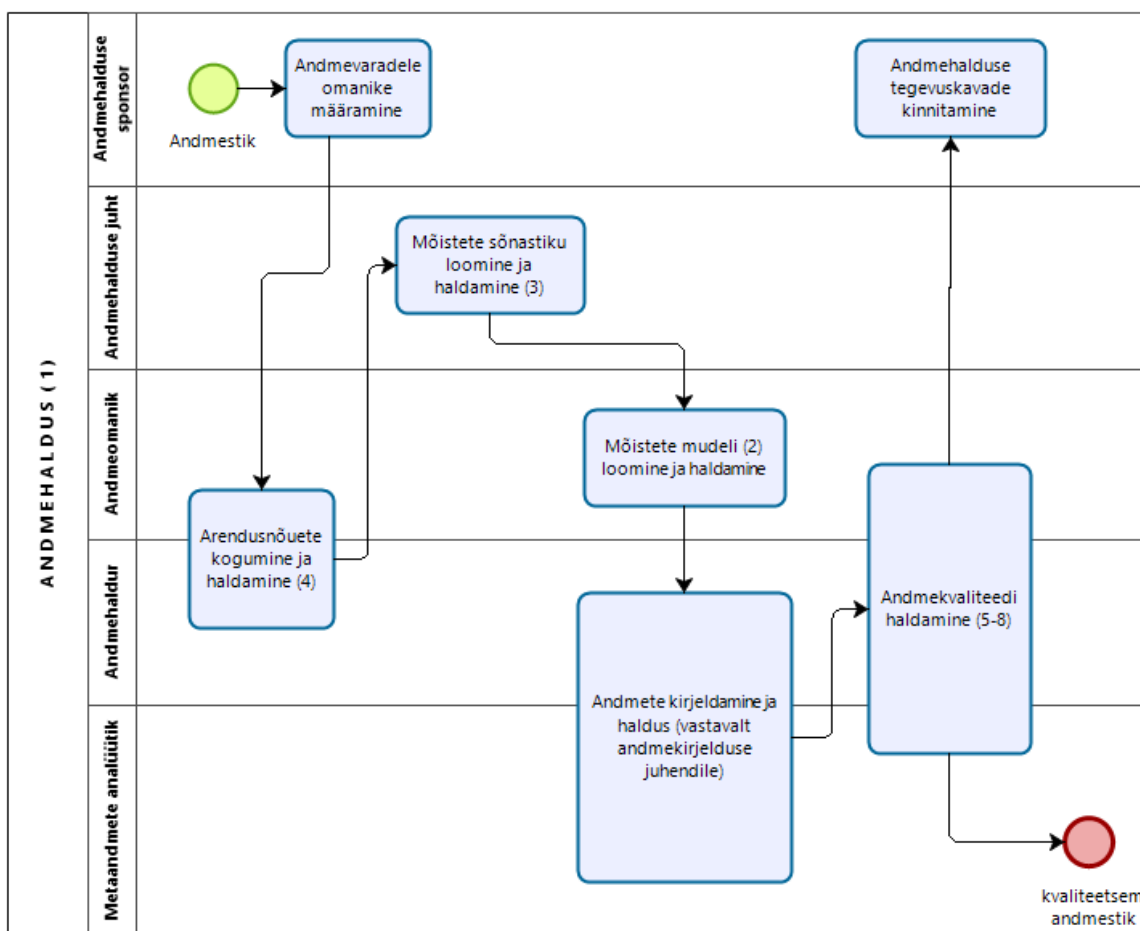 ANDMEHALDUS (1)
Andmehalduse
sponsor
Andmestik
Andmevaradele
omanike
määramine
Andmehalduse
tegevuskavade
kinnitamine
Andmehalduse juht
Mõistete sõnastiku
loomine ja
haldamine (3)
Andmeomanik
Mõistete mudeli (2)
loomine ja haldamine
Arendusnõuete
kogumine ja
haldamine (4)
Andmehaldur
Andmekvaliteedi
haldamine (5-8)
Metaandmete analüütik
Andmete kirjeldamine ja
haldus (vastavalt
andmekirjelduse
juhendile)
kvaliteetsem
andmestik